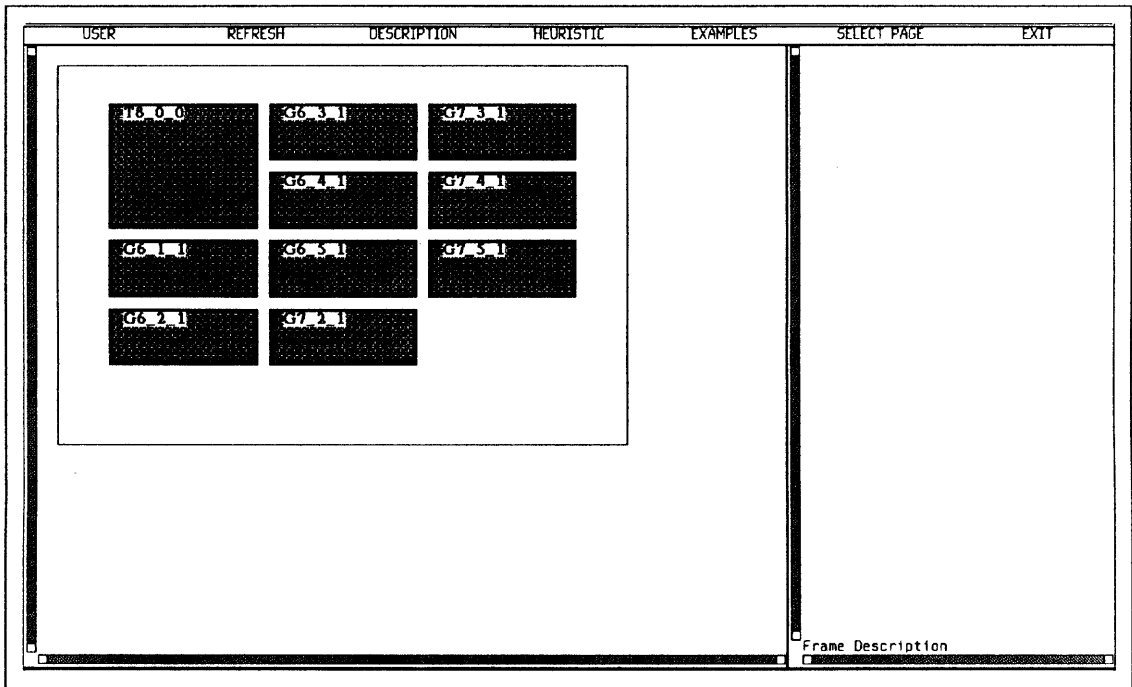 USER REFRESH DESCRIPTION HEURISTIC EXAMPLES SELECT PAGE EXIT
T6_0_0 G6_3_1 G7_3_1
G6_4_1 G7_4_1
G6_1_1 G6_5_1 G7_5_1
G6_2_1 G7_2_1
Frame Description